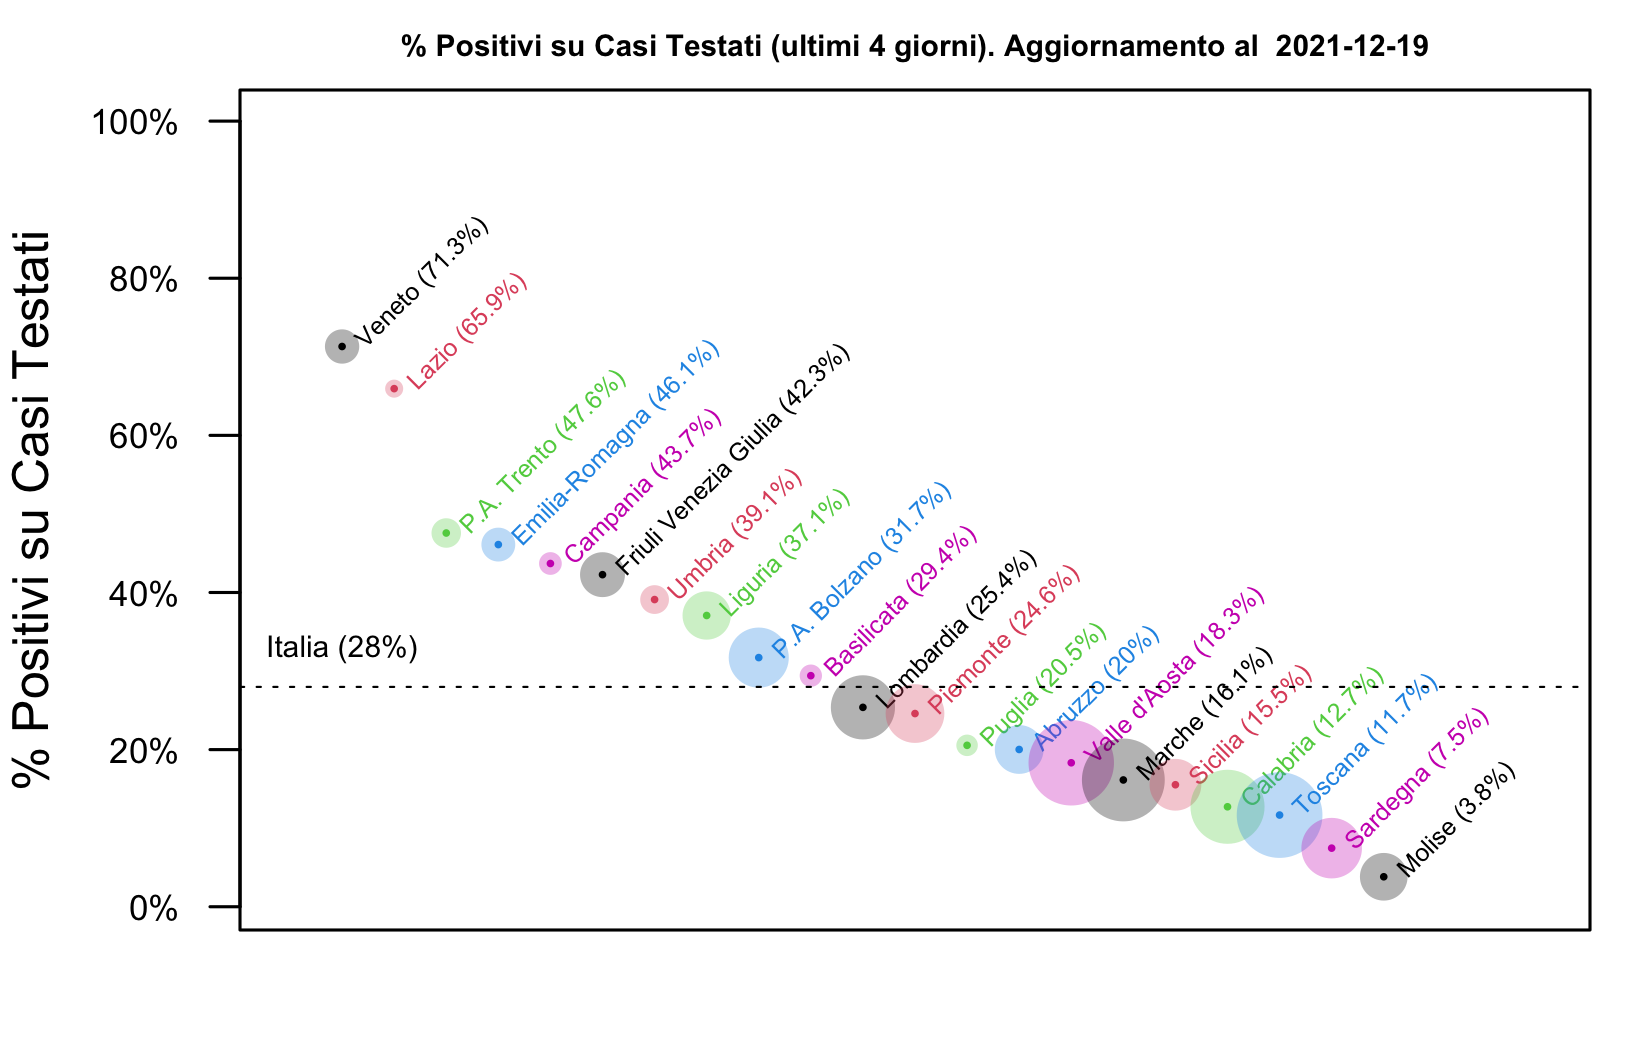 % Positivi su Casi Testati (ultimi 4 giorni). Aggiornamento al  2021-12-19
% Positivi su Casi Testati
100%
80%
60%
40%
20%
0%
Italia (28%)
Veneto (71.3%)
Lazio (65.9%)
P.A. Trento (47.6%)
Emilia-Romagna (46.1%)
Campania (43.7%)
Friuli Venezia Giulia (42.3%)
Umbria (39.1%)
Liguria (37.1%)
P.A. Bolzano (31.7%)
Basilicata (29.4%)
Lombardia (25.4%)
Piemonte (24.6%)
Puglia (20.5%)
Abruzzo (20%)
Valle d'Aosta (18.3%)
Marche (16.1%)
Sicilia (15.5%)
Calabria (12.7%)
Toscana (11.7%)
Sardegna (7.5%)
Molise (3.8%)